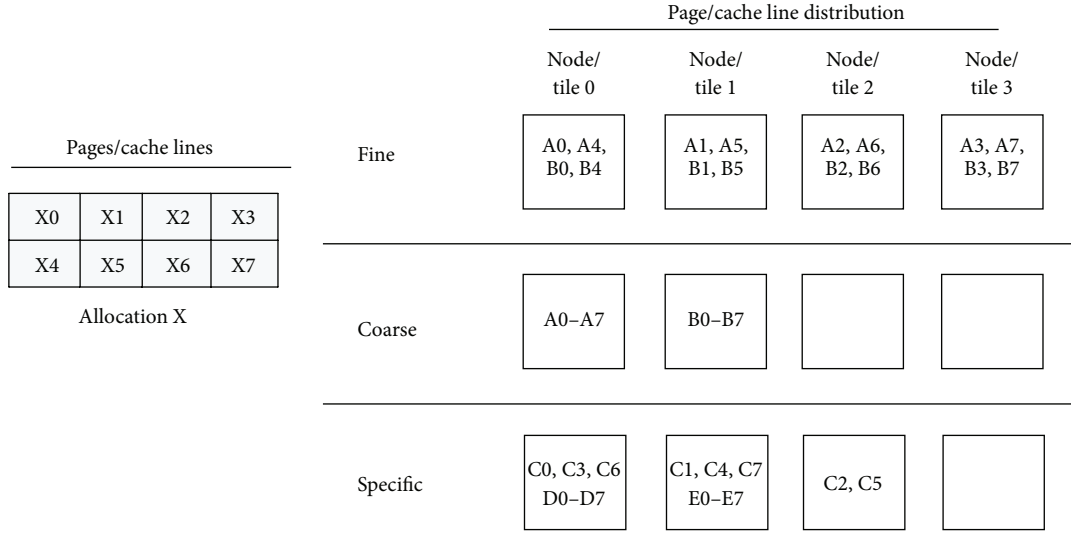 Page/cache line distribution
Node/
tile 0
Node/
tile 1
Node/
tile 2
Node/
tile 3
Pages/cache lines
X0 X1 X2 X3
X4 X5 X6 X7
Allocation X
Fine
A0, A4,
B0, B4
A1, A5,
B1, B5
A2, A6,
B2, B6
A3, A7,
B3, B7
Coarse
A0–A7
B0–B7
Specific
C0, C3, C6
D0–D7
C1, C4, C7
E0–E7
C2, C5